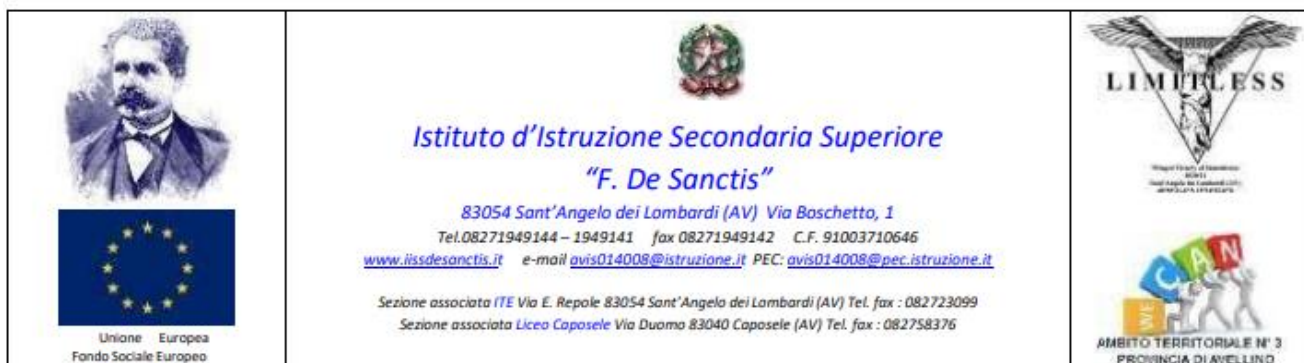 Istituto d'Istruzione Secondaria Superiore
"F. De Sanctis"
83054 Sant'Angelo dei Lombardi (AV) Via Boschetto, 1
Tel.08271949144 – 1949141 fax 08271949142 C.F. 91003710646
www.iissdesanctis.it e-mail avis014008@istruzione.it PEC: avis014008@pec.istruzione.it
Sezione associata ITE Via E. Repole 83054 Sant'Angelo dei Lombardi (AV) Tel. fax : 082723099
Sezione associata Liceo Caposele Via Duomo 83040 Caposele (AV) Tel. fax : 082758376
Unione Europea
Fondo Sociale Europeo
LIMITLESS
WE CAN
AMBITO TERRITORIALE N° 3
PROVINCIA DI AVELLINO